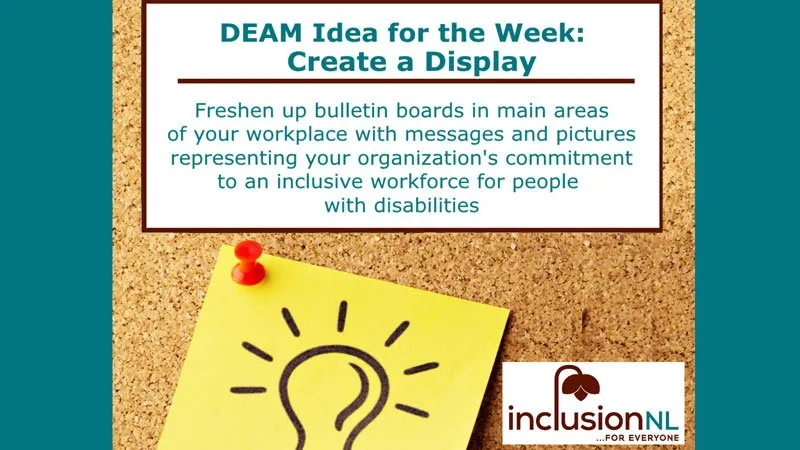 DEAM Idea for the Week:
Create a Display
Freshen up bulletin boards in main areas
of your workplace with messages and pictures
representing your organization's commitment
to an inclusive workforce for people
with disabilities
inclusionNL
...FOR EVERYONE